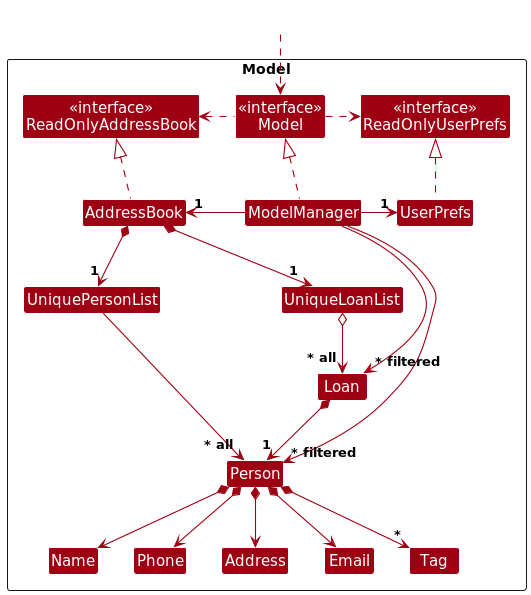 Model
«interface»
ReadOnlyAddressBook
«interface»
Model
«interface»
ReadOnlyUserPrefs
AddressBook
1
ModelManager
1
UserPrefs
1
1
UniquePersonList
UniqueLoanList
* all
* filtered
Loan
* all
1
* filtered
Person
*
Name
Phone
Address
Email
Tag